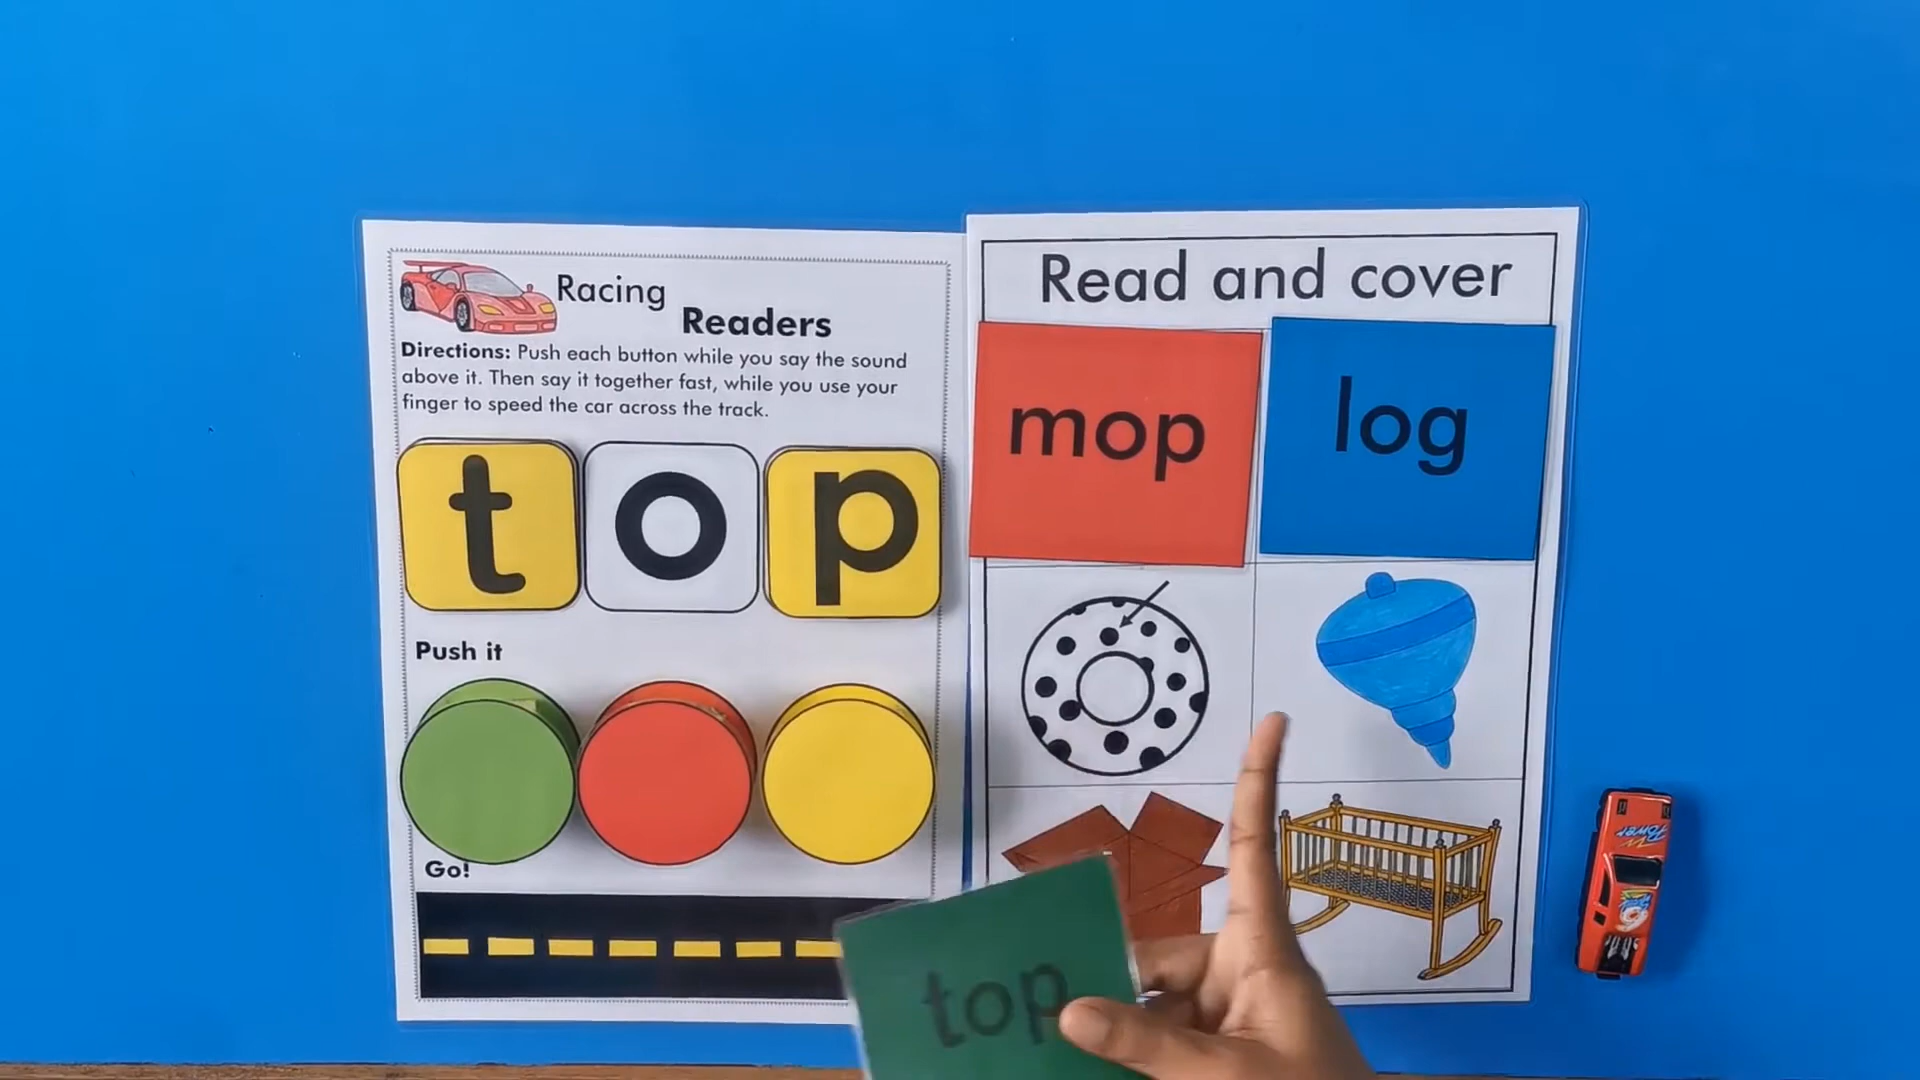 Racing
Readers
Directions: Push each button while you say the sound
above it. Then say it together fast, while you use your
finger to speed the car across the track.
t o p
Push it
Go!
Read and cover
mop
log
top
Power